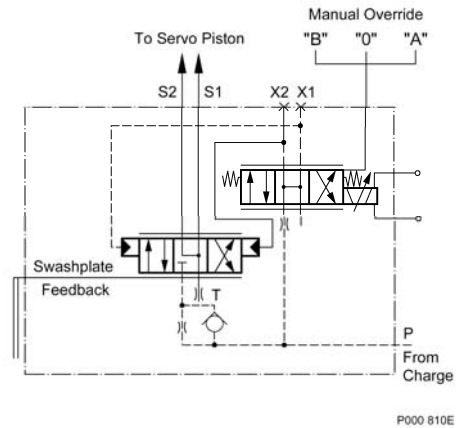 Manual Override
"B" "0" "A"
To Servo Piston
S2 S1
X2 X1
Swashplate
Feedback
T
P
From
Charge
P000 810E